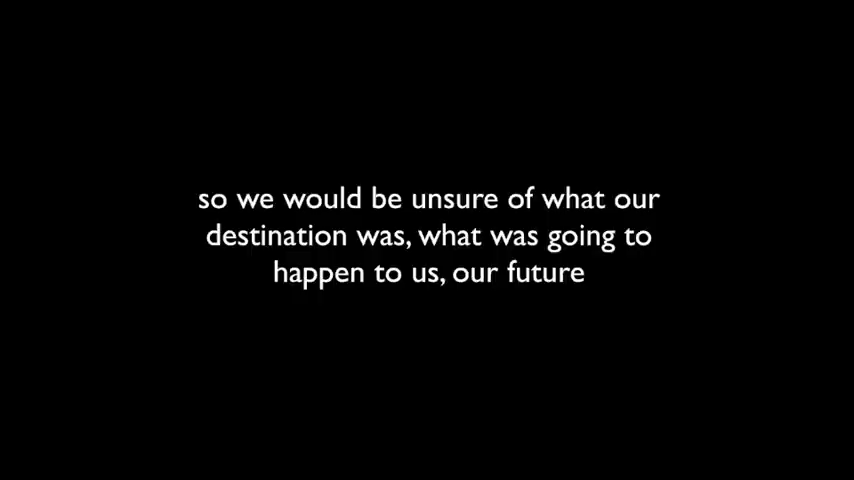 so we would be unsure of what our
destination was, what was going to
happen to us, our future